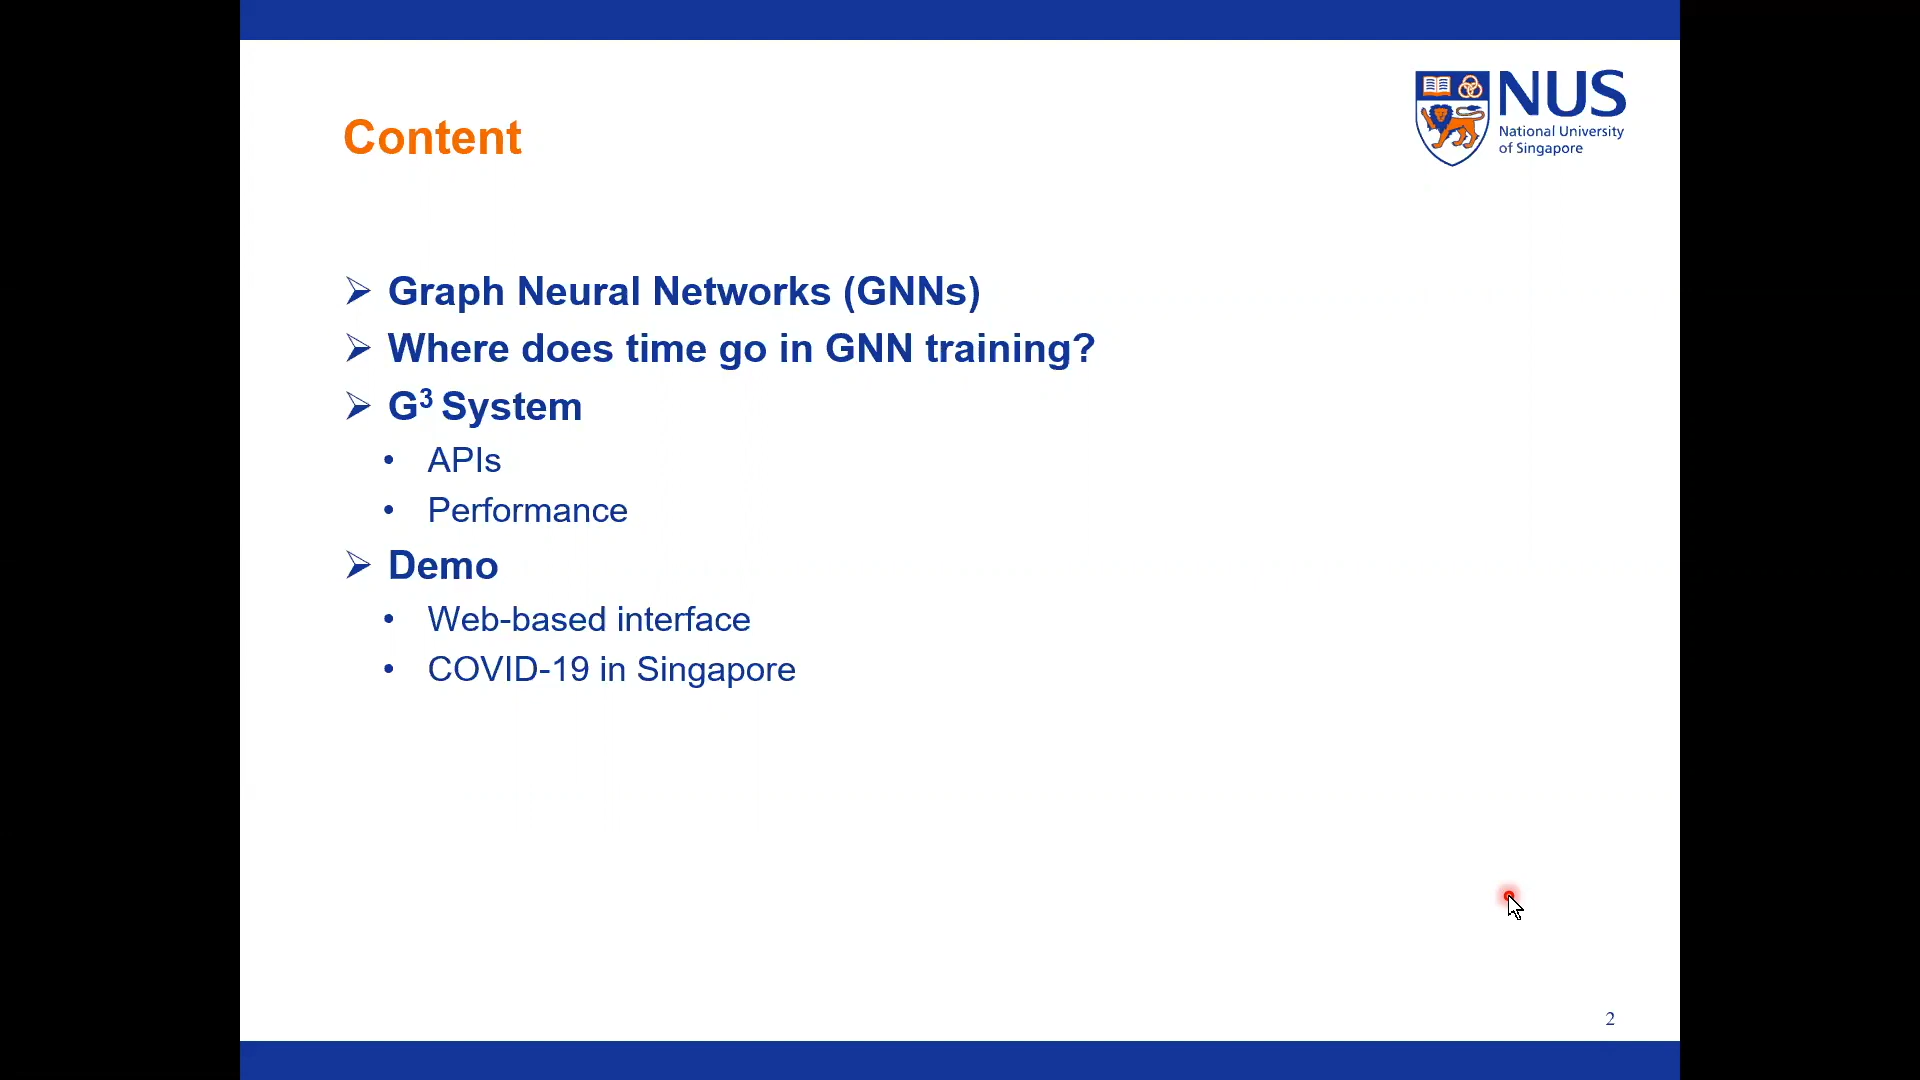 NUS
National University
of Singapore
Content
➢ Graph Neural Networks (GNNs)
➢ Where does time go in GNN training?
➢ G³ System
• APIs
• Performance
➢ Demo
• Web-based interface
• COVID-19 in Singapore
2